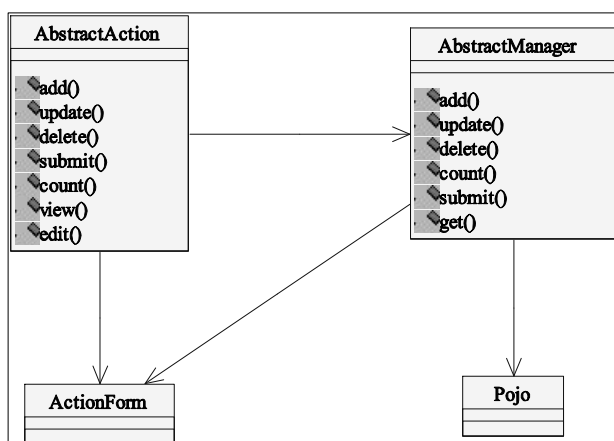 AbstractAction
add()
update()
delete()
submit()
count()
view()
edit()
AbstractManager
add()
update()
delete()
count()
submit()
get()
ActionForm
Pojo